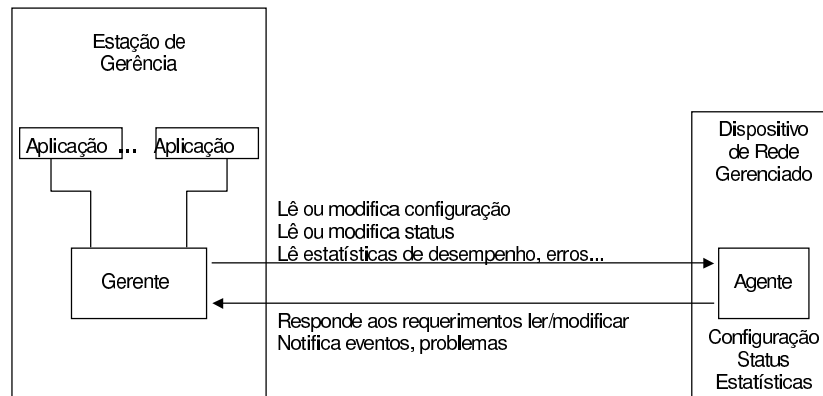 Estação de
Gerência
Aplicação ... Aplicação
Gerente
Lê ou modifica configuração
Lê ou modifica status
Lê estatísticas de desempenho, erros...
Responde aos requerimentos ler/modificar
Notifica eventos, problemas
Dispositivo
de Rede
Gerenciado
Agente
Configuração
Status
Estatísticas